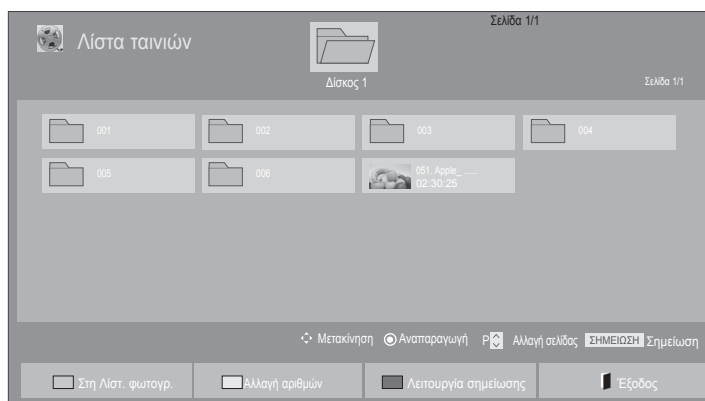 Σελίδα 1/1
Λίστα ταινιών
Δίσκος 1
Σελίδα 1/1
001 002 003 004
005 006 051. Apple_ ......
02:30:25
Μετακίνηση Αναπαραγωγή P Αλλαγή σελίδας ΣΗΜΕΙΩΣΗ Σημείωση
Στη Λίστ. φωτογρ. Αλλαγή αριθμών Λειτουργία σημείωσης Έξοδος